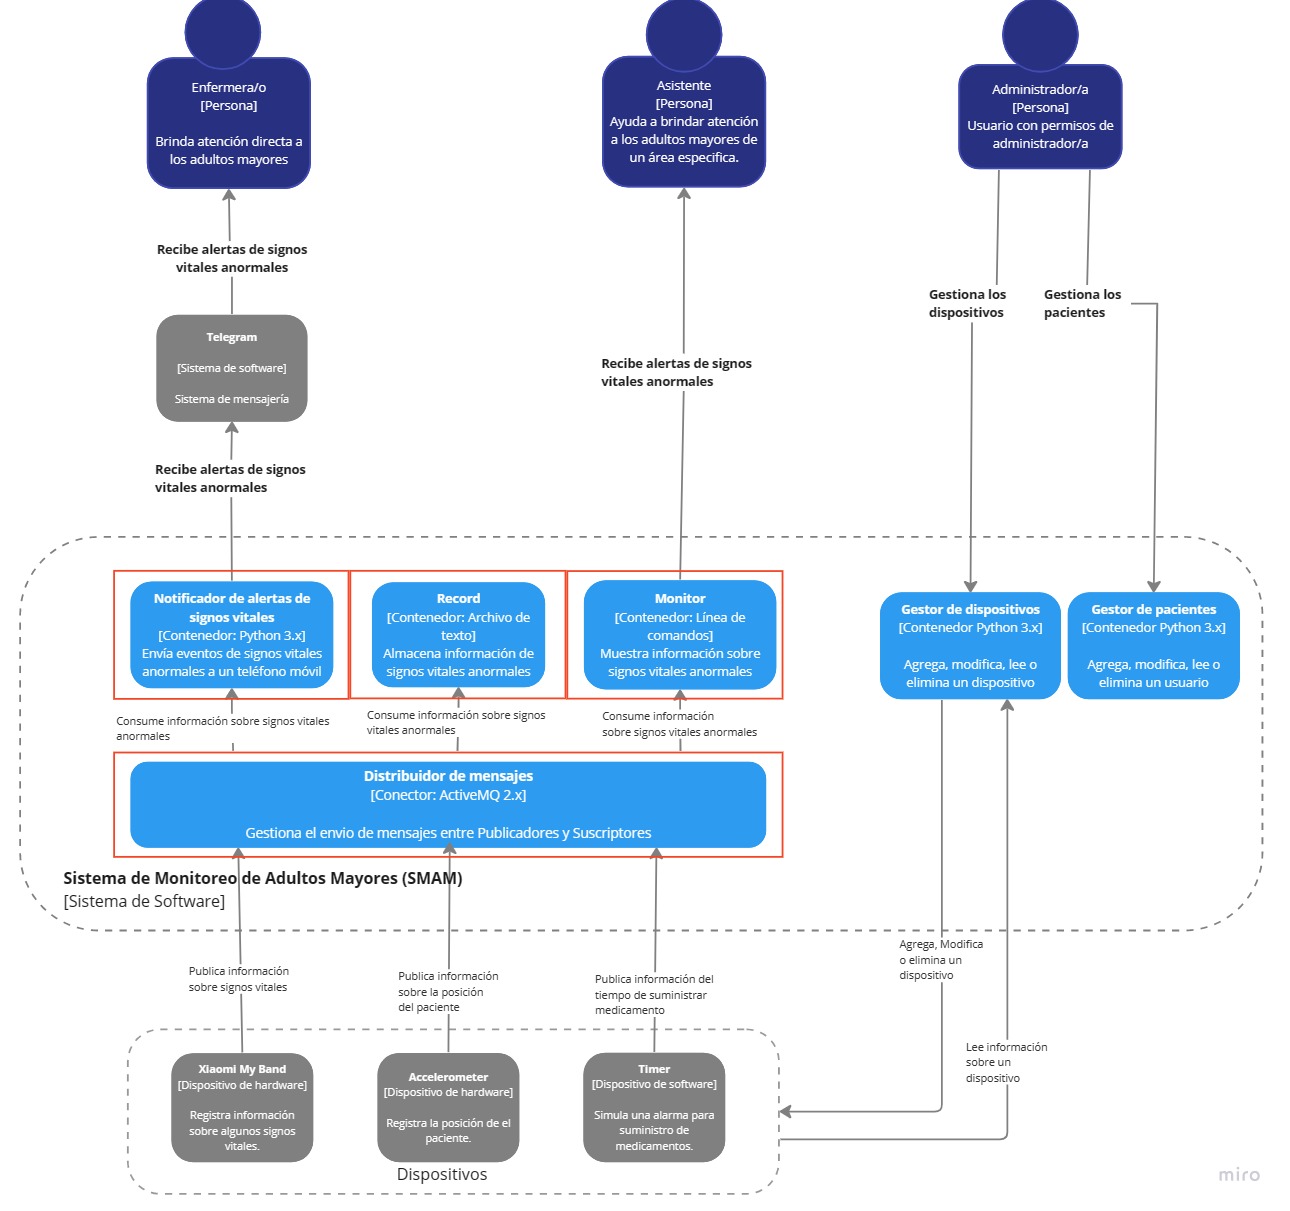 Enfermera/o
[Persona]
Brinda atención directa a
los adultos mayores
Asistente
[Persona]
Ayuda a brindar atención
a los adultos mayores de
un área especifica.
Administrador/a
[Persona]
Usuario con permisos de
administrador/a
Recibe alertas de signos
vitales anormales
Gestiona los
dispositivos
Gestiona los
pacientes
Telegram
[Sistema de software]
Sistema de mensajería
Recibe alertas de signos
vitales anormales
Recibe alertas de signos
vitales anormales
Notificador de alertas de
signos vitales
[Contenedor: Python 3.x]
Envía eventos de signos vitales
anormales a un teléfono móvil
Record
[Contenedor: Archivo de
texto]
Almacena información de
signos vitales anormales
Monitor
[Contenedor: Línea de
comandos]
Muestra información sobre
signos vitales anormales
Gestor de dispositivos
[Contenedor Python 3.x]
Agrega, modifica, lee o
elimina un dispositivo
Gestor de pacientes
[Contenedor Python 3.x]
Agrega, modifica, lee o
elimina un usuario
Consume información sobre signos vitales
anormales
Consume información sobre signos
vitales anormales
Consume información
sobre signos vitales anormales
Distribuidor de mensajes
[Conector: ActiveMQ 2.x]
Gestiona el envio de mensajes entre Publicadores y Suscriptores
Sistema de Monitoreo de Adultos Mayores (SMAM)
[Sistema de Software]
Publica información
sobre signos vitales
Publica información
sobre la posición
del paciente
Publica información del
tiempo de suministrar
medicamento
Agrega, Modifica
o elimina un
dispositivo
Lee información
sobre un
dispositivo
Xiaomi My Band
[Dispositivo de hardware]
Registra información
sobre algunos signos
vitales.
Accelerometer
[Dispositivo de hardware]
Registra la posición de el
paciente.
Timer
[Dispositivo de software]
Simula una alarma para
suministro de
medicamentos.
Dispositivos
miro